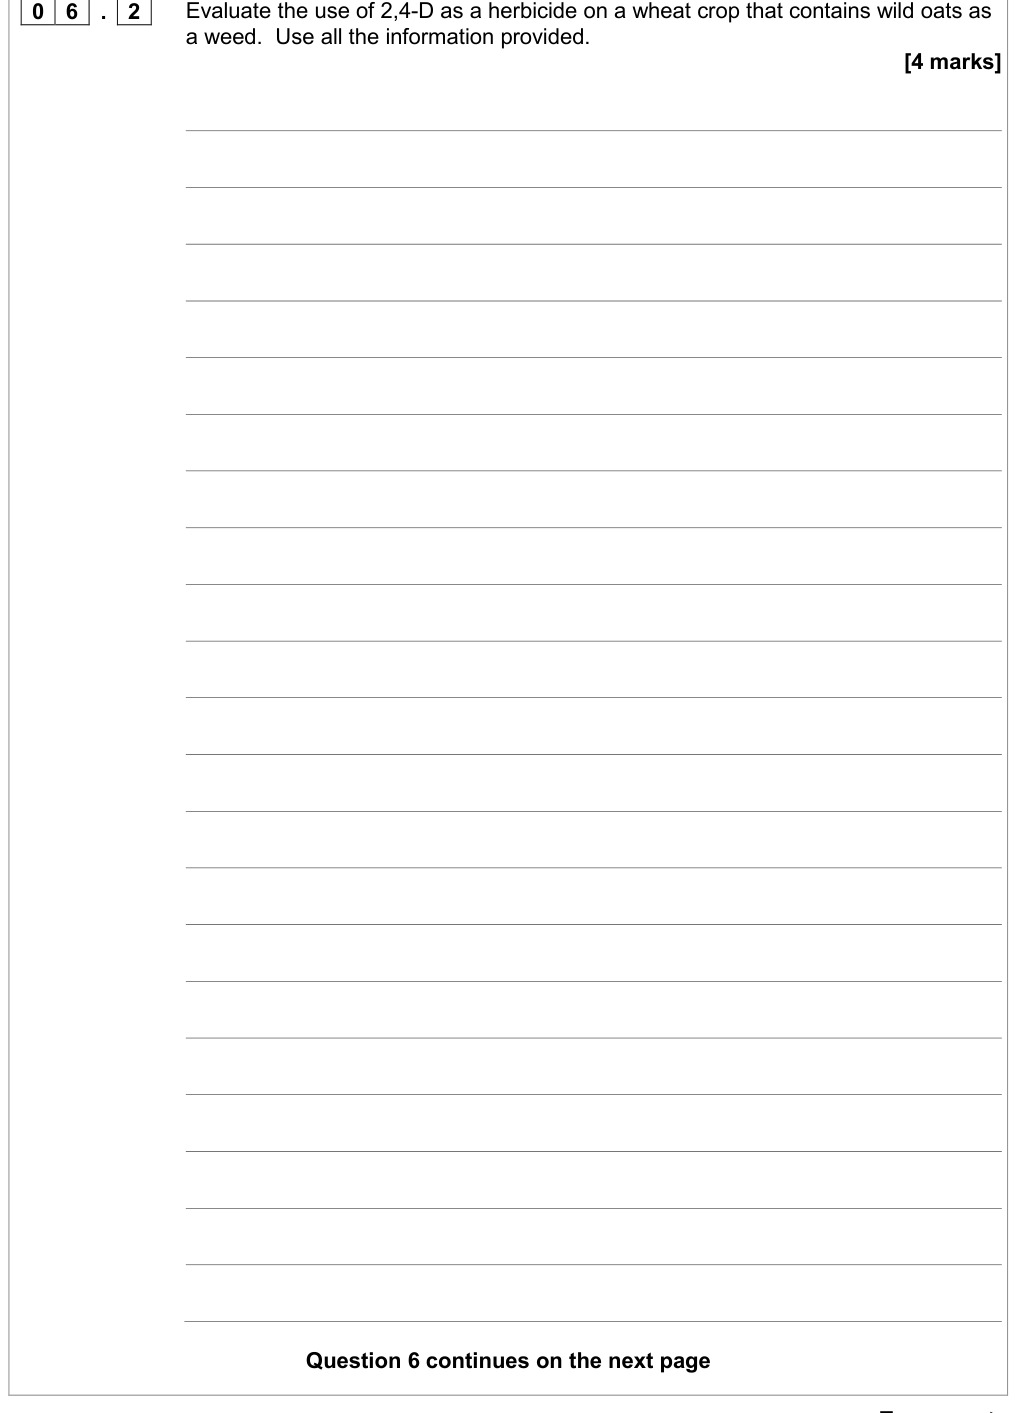 0 6 . 2 Evaluate the use of 2,4-D as a herbicide on a wheat crop that contains wild oats as
a weed. Use all the information provided.
[4 marks]
Question 6 continues on the next page